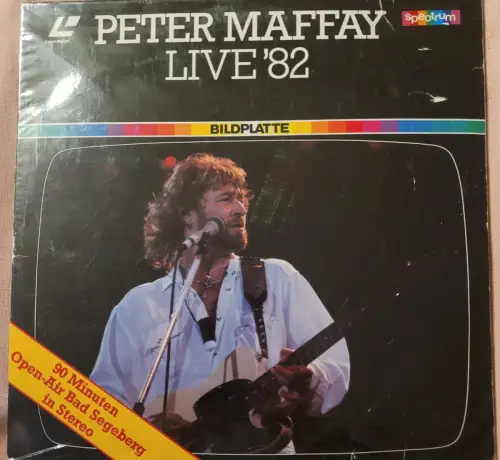 PETER MAFFAY
LIVE '82
spectrum
BILDPLATTE
90 Minuten
Open-Air Bad Segeberg
in Stereo